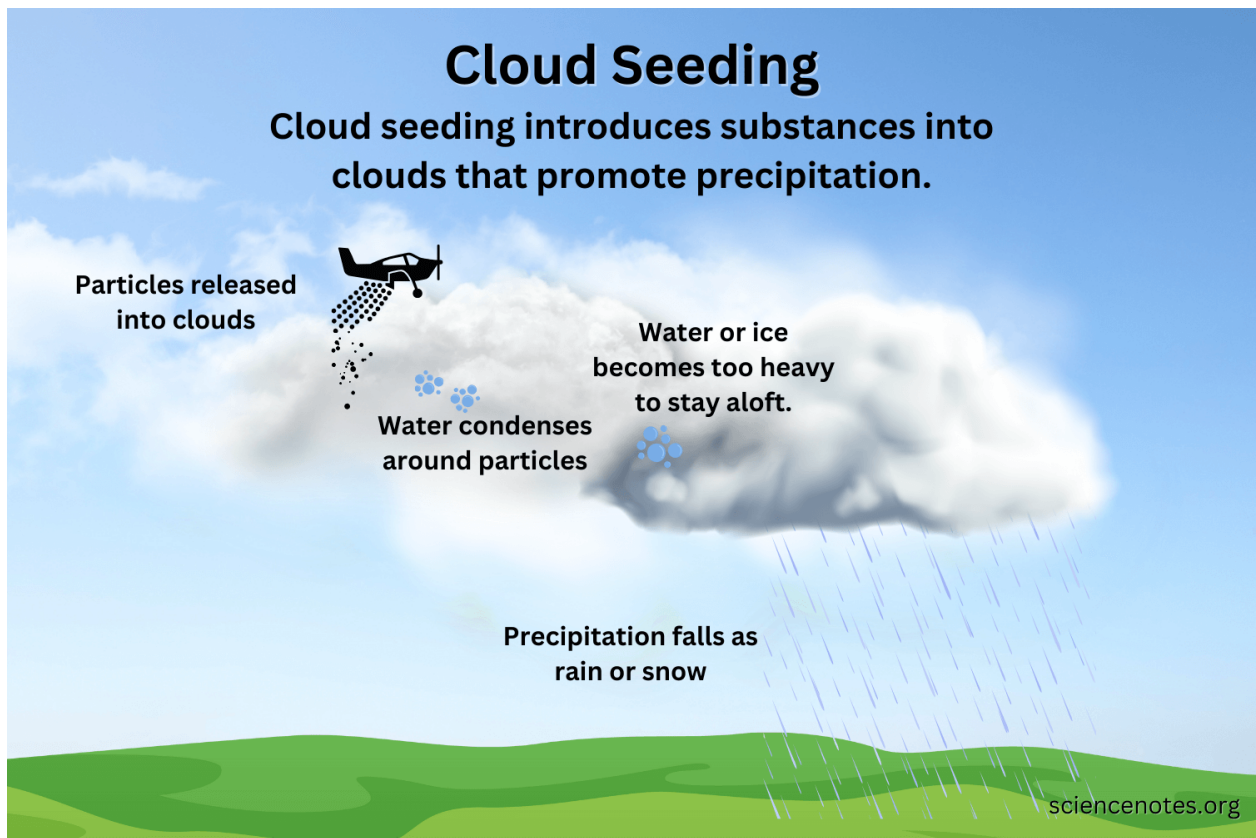 Cloud Seeding
Cloud seeding introduces substances into
clouds that promote precipitation.
Particles released
into clouds
Water or ice
becomes too heavy
to stay aloft.
Water condenses
around particles
Precipitation falls as
rain or snow
sciencenotes.org